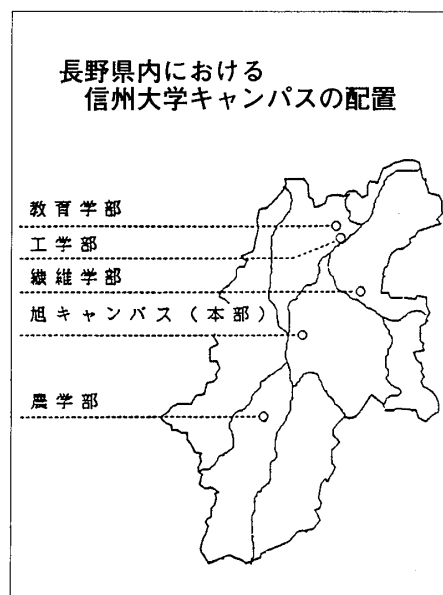 長野県内における
信州大学キャンパスの配置
教育学部
工学部
繊維学部
旭キャンパス(本部)
農学部